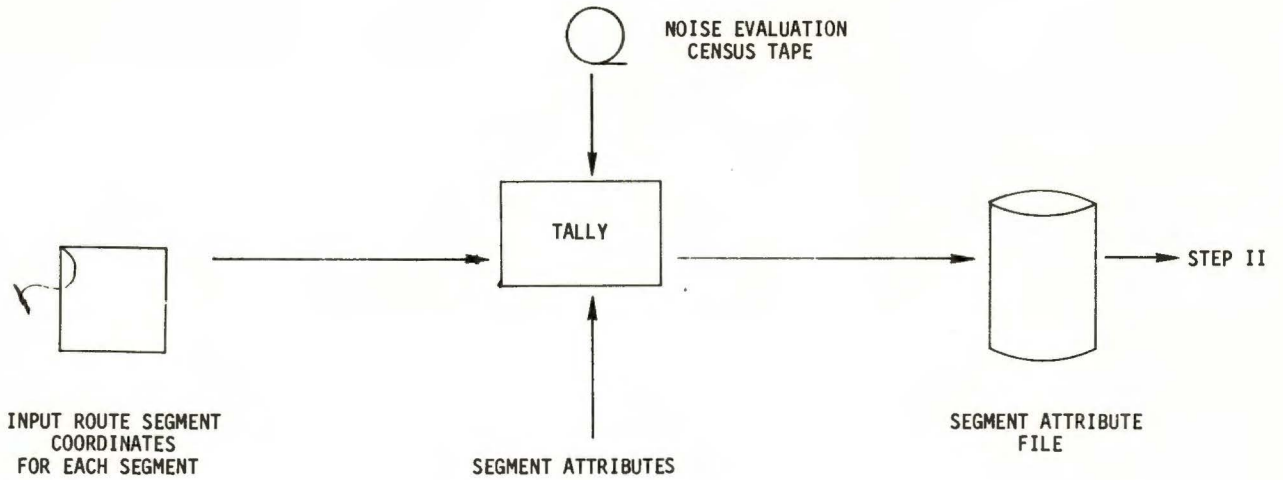 NOISE EVALUATION
CENSUS TAPE
TALLY
STEP II
INPUT ROUTE SEGMENT
COORDINATES
FOR EACH SEGMENT
SEGMENT ATTRIBUTES
SEGMENT ATTRIBUTE
FILE